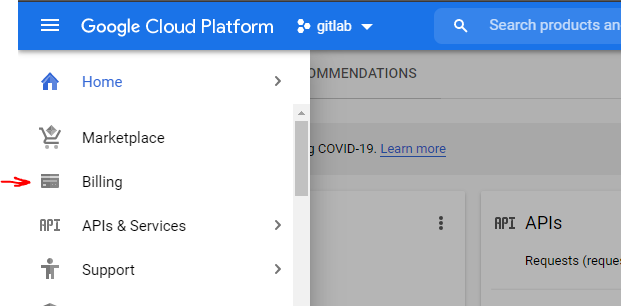 Google Cloud Platform gitlab Search products an
Home
OMMENDATIONS
Marketplace
g COVID-19. Learn more
Billing
API APIs & Services
API APIs
Support
Requests (reques